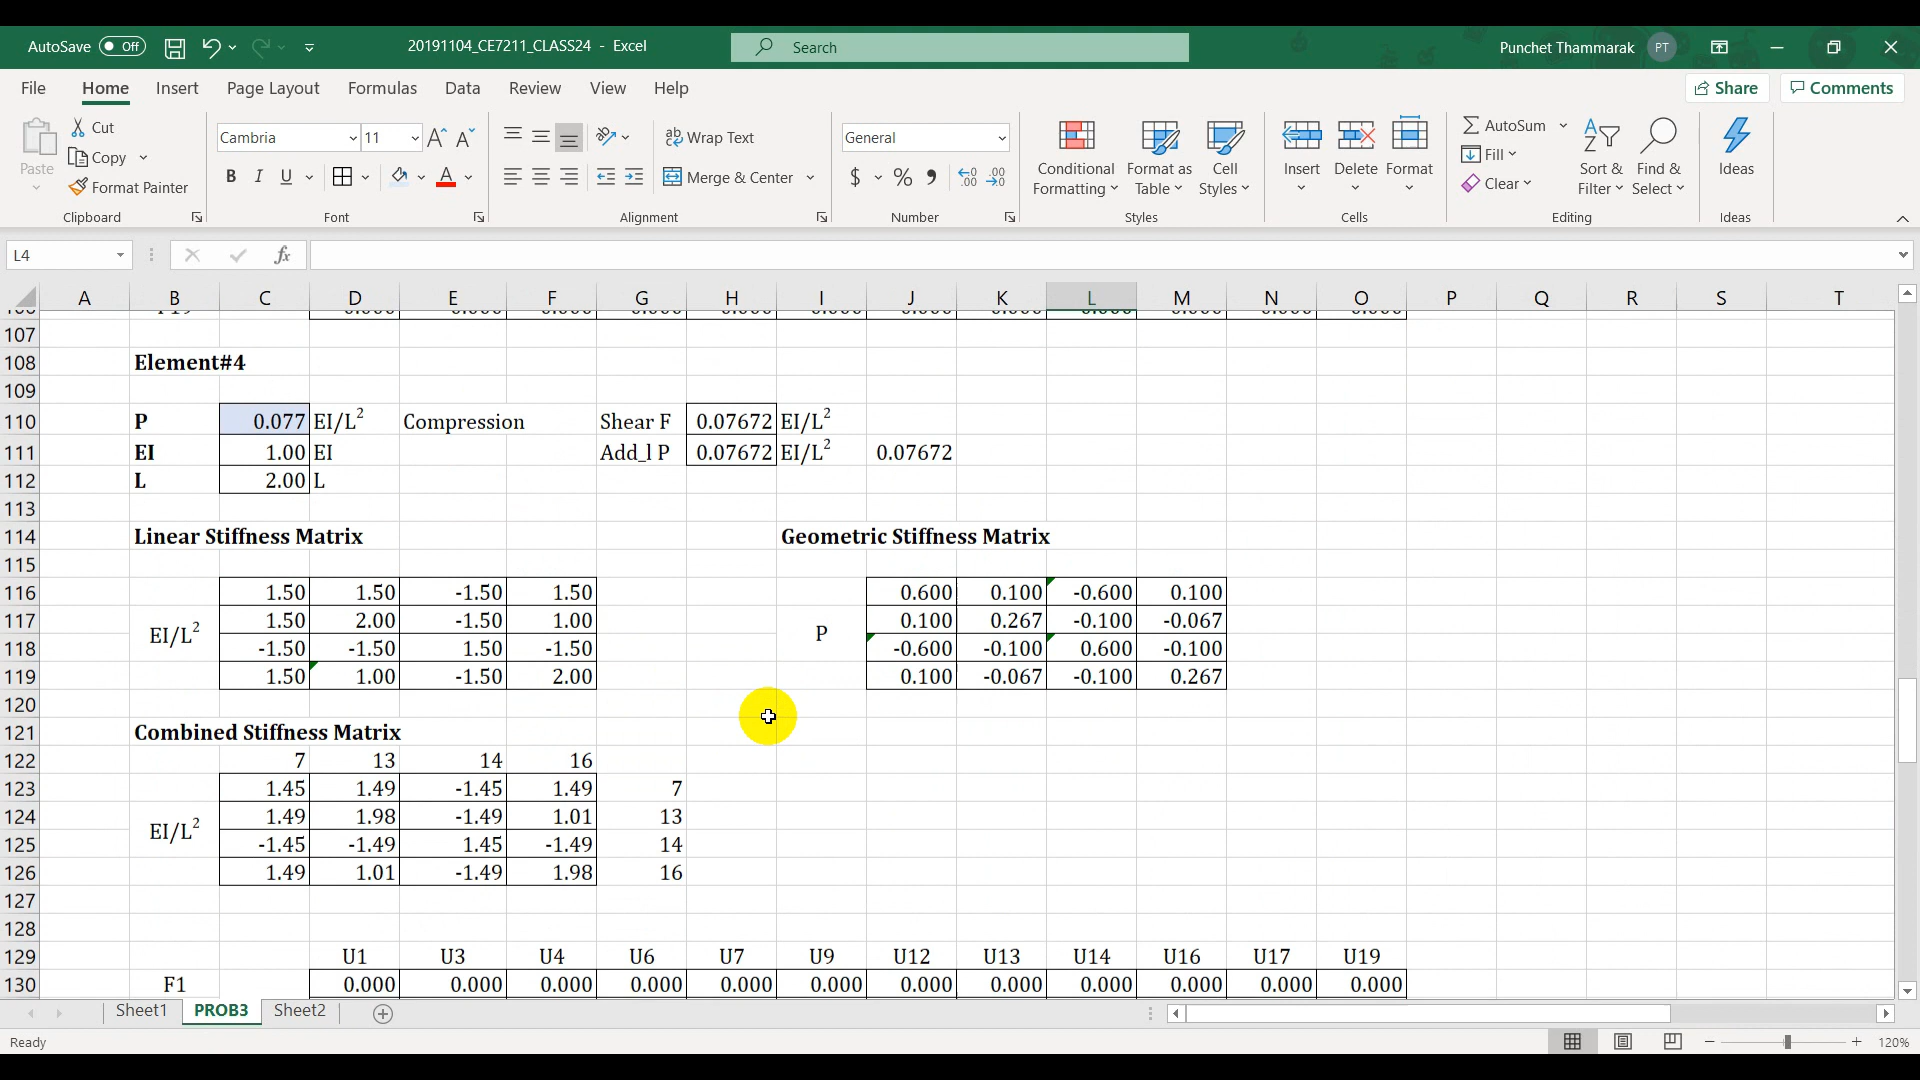 AutoSave Off 20191104_CE7211_CLASS24 - Excel Search Punchet Thammarak PT
File Home Insert Page Layout Formulas Data Review View Help Share Comments
Paste Cut Copy Format Painter Clipboard
Cambria 11 B I U A Font
Wrap Text Merge & Center Alignment
General $ % Number
Conditional Formatting Format as Table Cell Styles Styles
Insert Delete Format Cells
AutoSum Fill Clear Sort & Filter Find & Select Editing
Ideas Ideas
L4 fx
A B C D E F G H I J K L M N O P Q R S T
107
108 Element#4
109
110 P 0.077 EI/L² Compression Shear F 0.07672 EI/L²
111 EI 1.00 EI Add_l P 0.07672 EI/L² 0.07672
112 L 2.00 L
113
114 Linear Stiffness Matrix Geometric Stiffness Matrix
115
116 1.50 1.50 -1.50 1.50 0.600 0.100 -0.600 0.100
117 1.50 2.00 -1.50 1.00 0.100 0.267 -0.100 -0.067
EI/L² P
118 -1.50 -1.50 1.50 -1.50 -0.600 -0.100 0.600 -0.100
119 1.50 1.00 -1.50 2.00 0.100 -0.067 -0.100 0.267
120
121 Combined Stiffness Matrix
122 7 13 14 16
123 1.45 1.49 -1.45 1.49 7
124 1.49 1.98 -1.49 1.01 13
EI/L²
125 -1.45 -1.49 1.45 -1.49 14
126 1.49 1.01 -1.49 1.98 16
127
128
129 U1 U3 U4 U6 U7 U9 U12 U13 U14 U16 U17 U19
130 F1 0.000 0.000 0.000 0.000 0.000 0.000 0.000 0.000 0.000 0.000 0.000 0.000
Sheet1 PROB3 Sheet2
Ready 120%